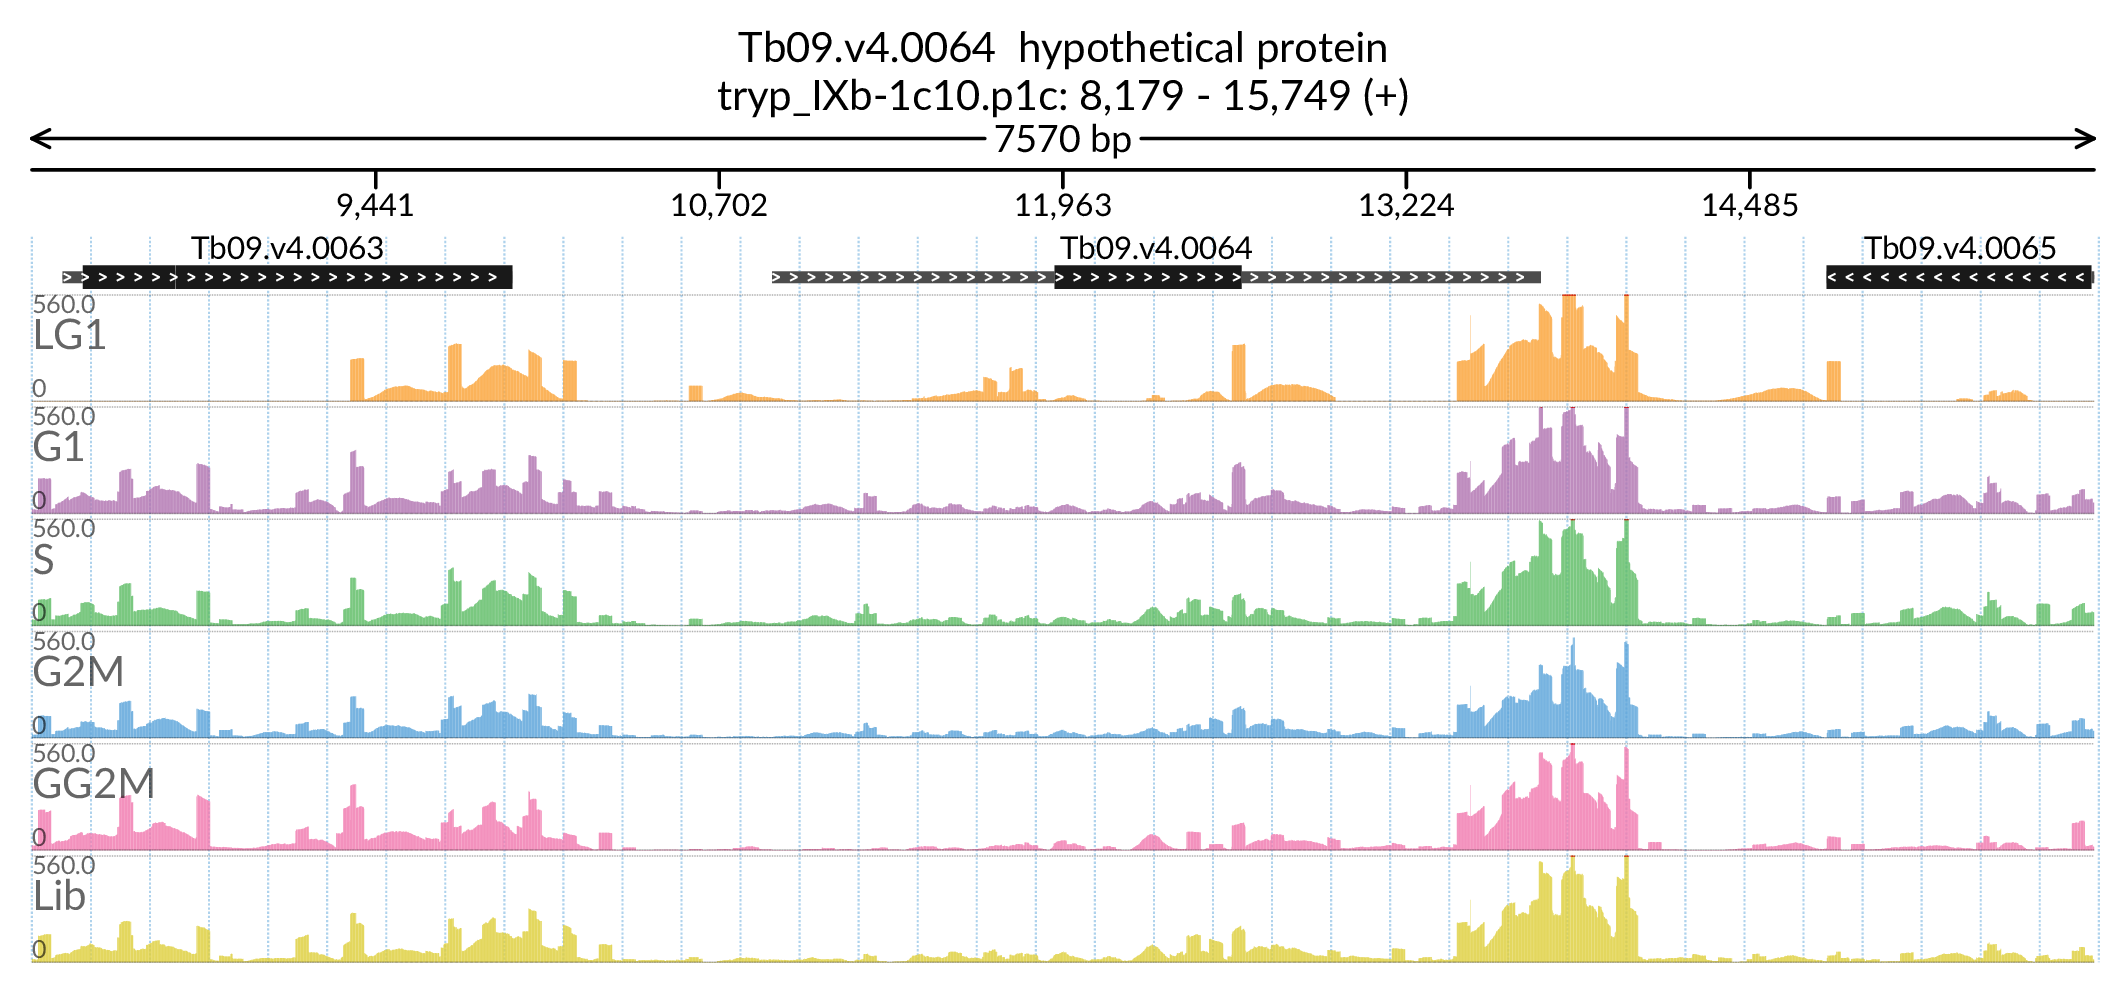 Tb09.v4.0064 hypothetical protein
tryp_IXb-1c10.p1c: 8,179 - 15,749 (+)
7570 bp
9,441 10,702 11,963 13,224 14,485
Tb09.v4.0063 Tb09.v4.0064 Tb09.v4.0065
560.0
LG1
0
560.0
G1
0
560.0
S
0
560.0
G2M
0
560.0
GG2M
0
560.0
Lib
0